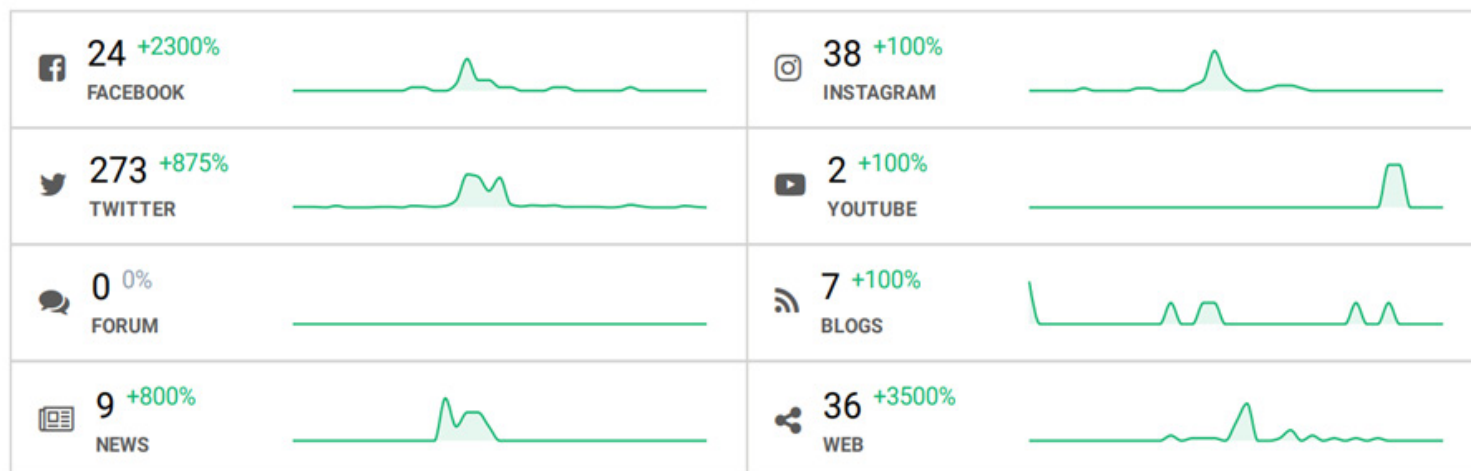 24 +2300%
FACEBOOK
38 +100%
INSTAGRAM
273 +875%
TWITTER
2 +100%
YOUTUBE
0 0%
FORUM
7 +100%
BLOGS
9 +800%
NEWS
36 +3500%
WEB